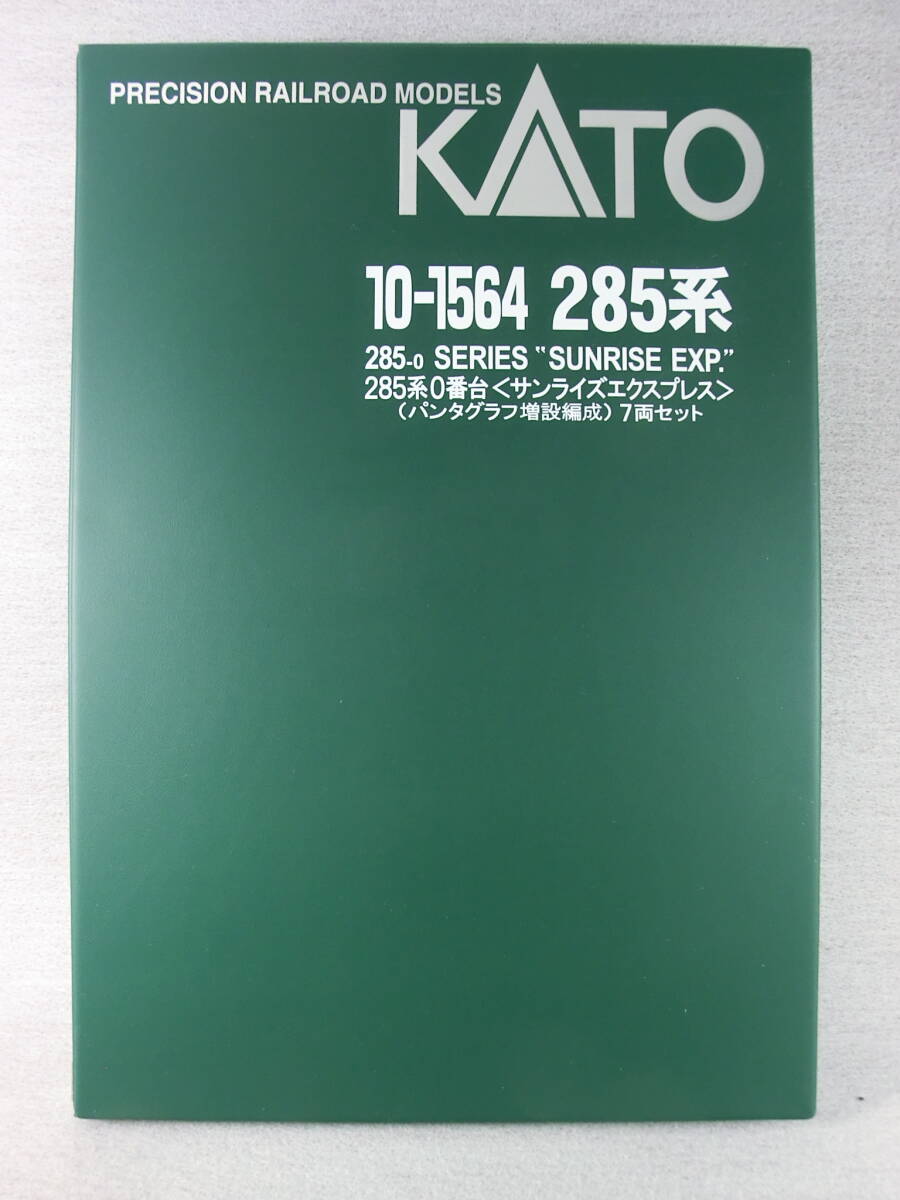 PRECISION RAILROAD MODELS
KATO
10-1564 285系
285-0 SERIES "SUNRISE EXP."
285系0番台<サンライズエクスプレス>
(パンタグラフ増設編成) 7両セット